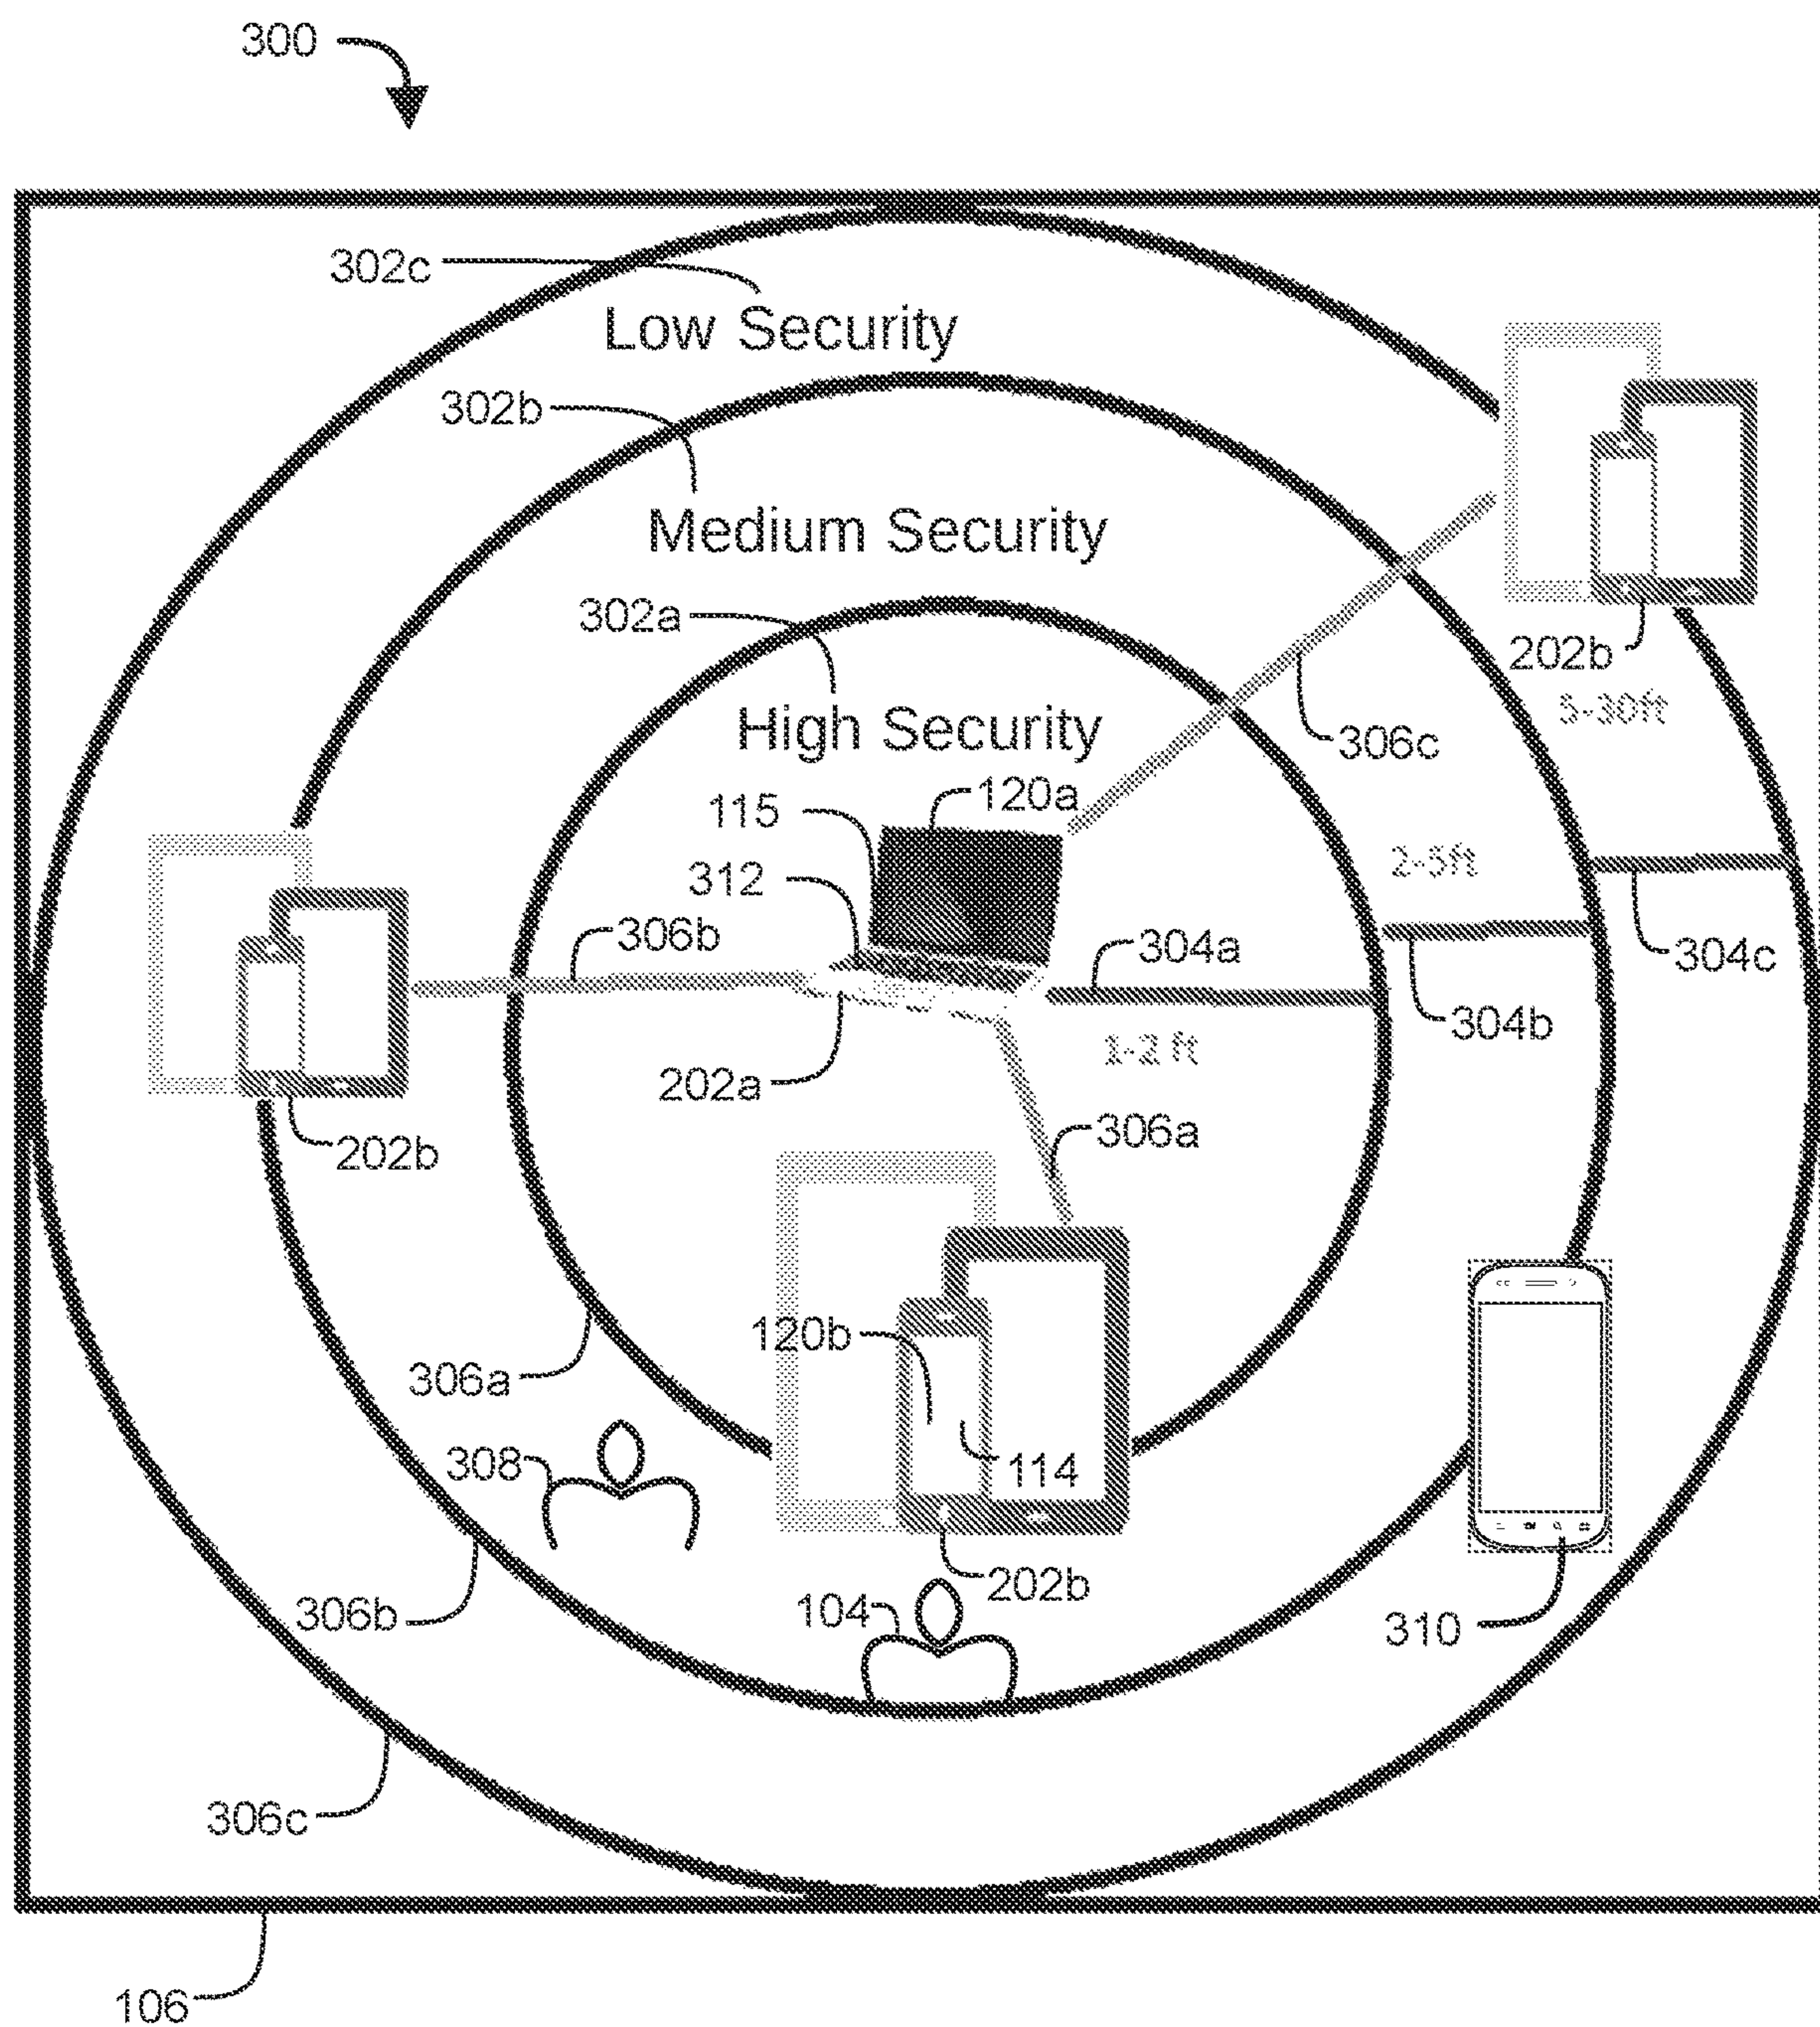 300
302c
Low Security
302b
Medium Security
302a
High Security
202b
5-30ft
306c
120a
115
2-5ft
312
306b
304a
304c
304b
1-2 ft
202a
306a
202b
120b
306a
308
114
202b
104
306b
310
306c
106